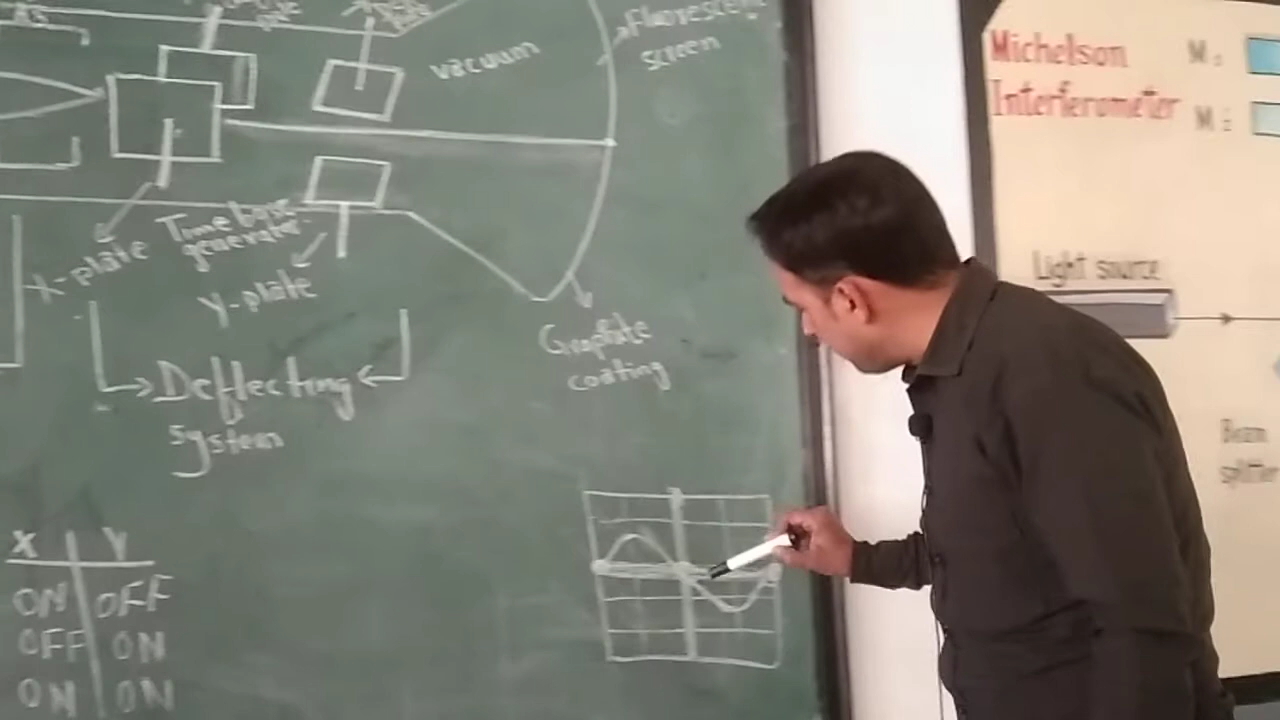 Fluorescent
screen
vacuum
X-plate
Time base
generator
Y-plate
Deflecting
system
Graphite
coating
X Y
ON OFF
OFF ON
ON ON
Michelson
Interferometer
M₂
M₁
Light source
Beam
splitter